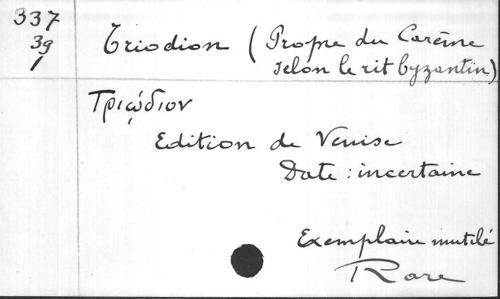 337
39
1
Triodion (Propre du Carême
selon le rit byzantin)
Τριῴδιον
Edition de Venise
Date : incertaine
Exemplaire mutilé
Rare